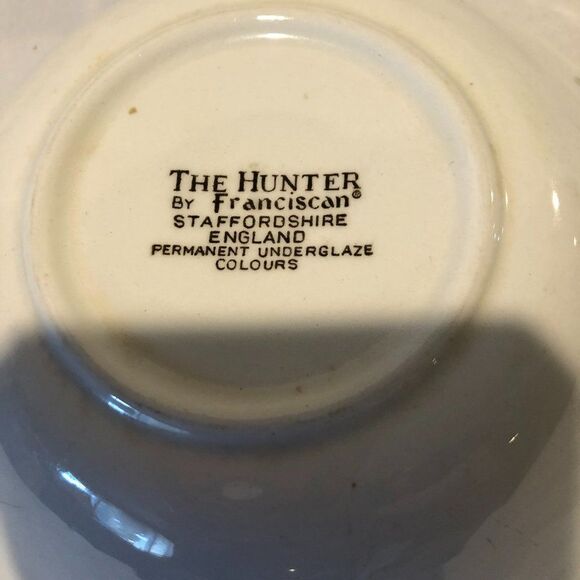 THE HUNTER
BY Franciscan®
STAFFORDSHIRE
ENGLAND
PERMANENT UNDERGLAZE
COLOURS